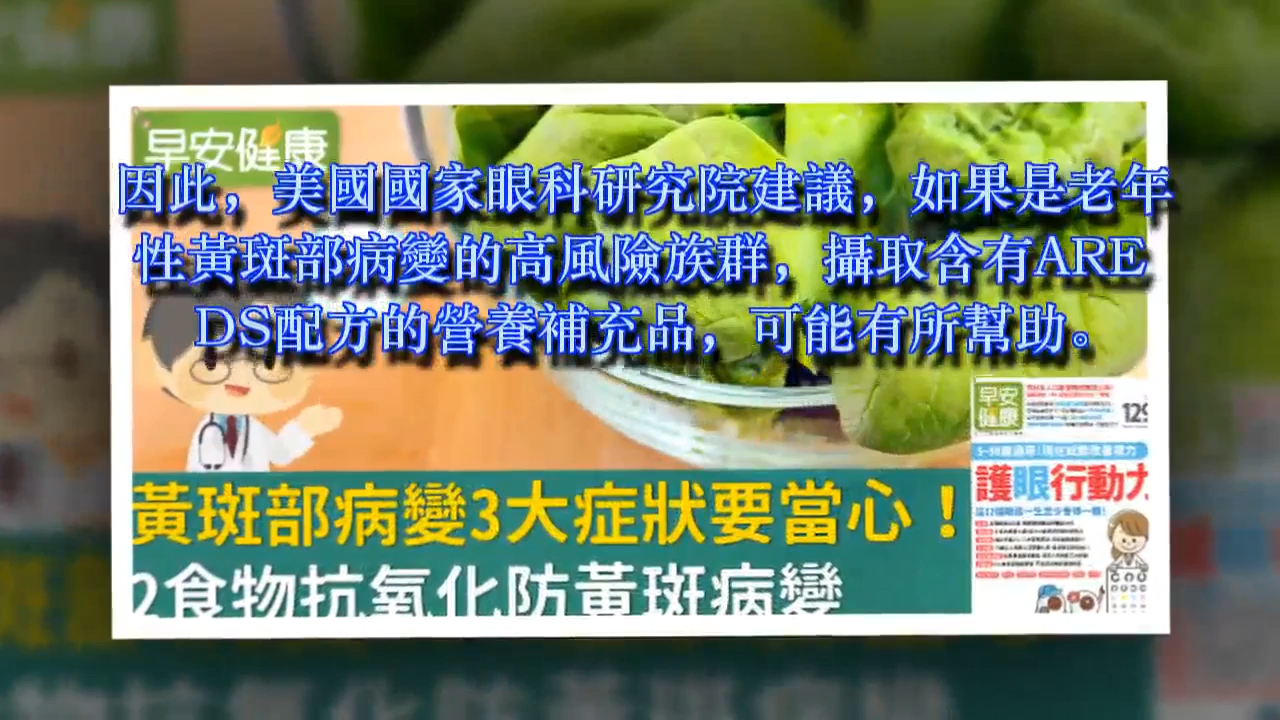 早安健康
因此，美國國家眼科研究院建議，如果是老年
性黃斑部病變的高風險族群，攝取含有ARE
DS配方的營養補充品，可能有所幫助。
早安
健康
129
護眼行動力
黃斑部病變3大症狀要當心！
2食物抗氧化防黃斑病變